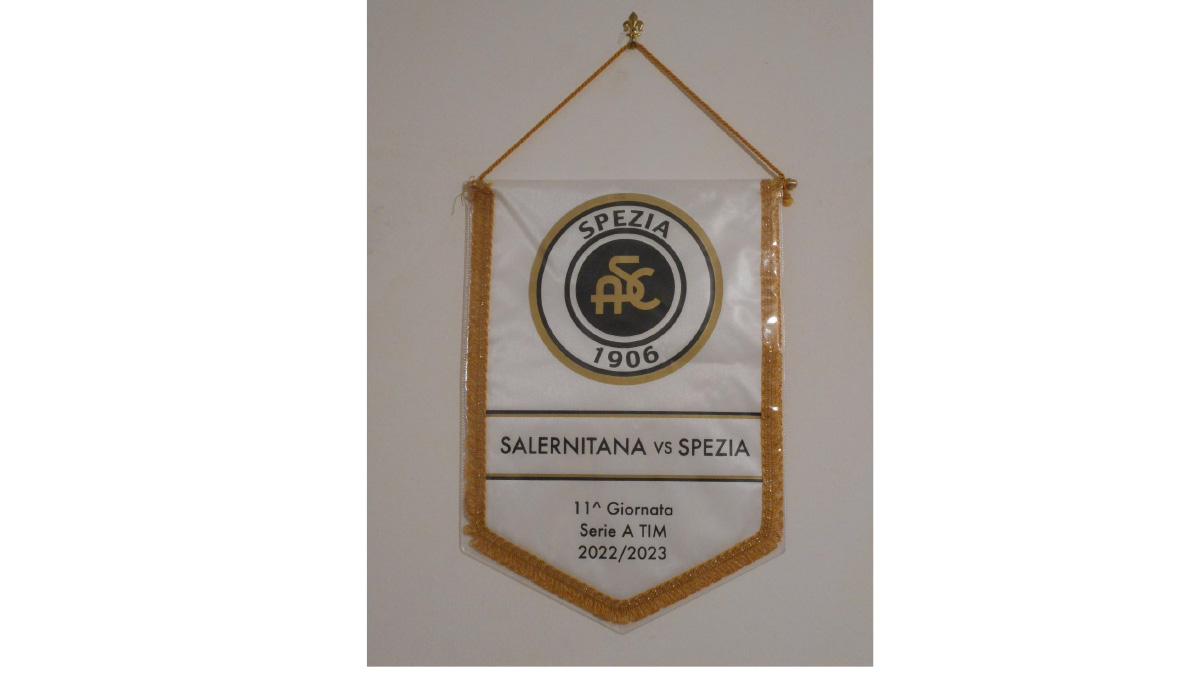 SPEZIA
ASC
1906
SALERNITANA VS SPEZIA
11^ Giornata
Serie A TIM
2022/2023